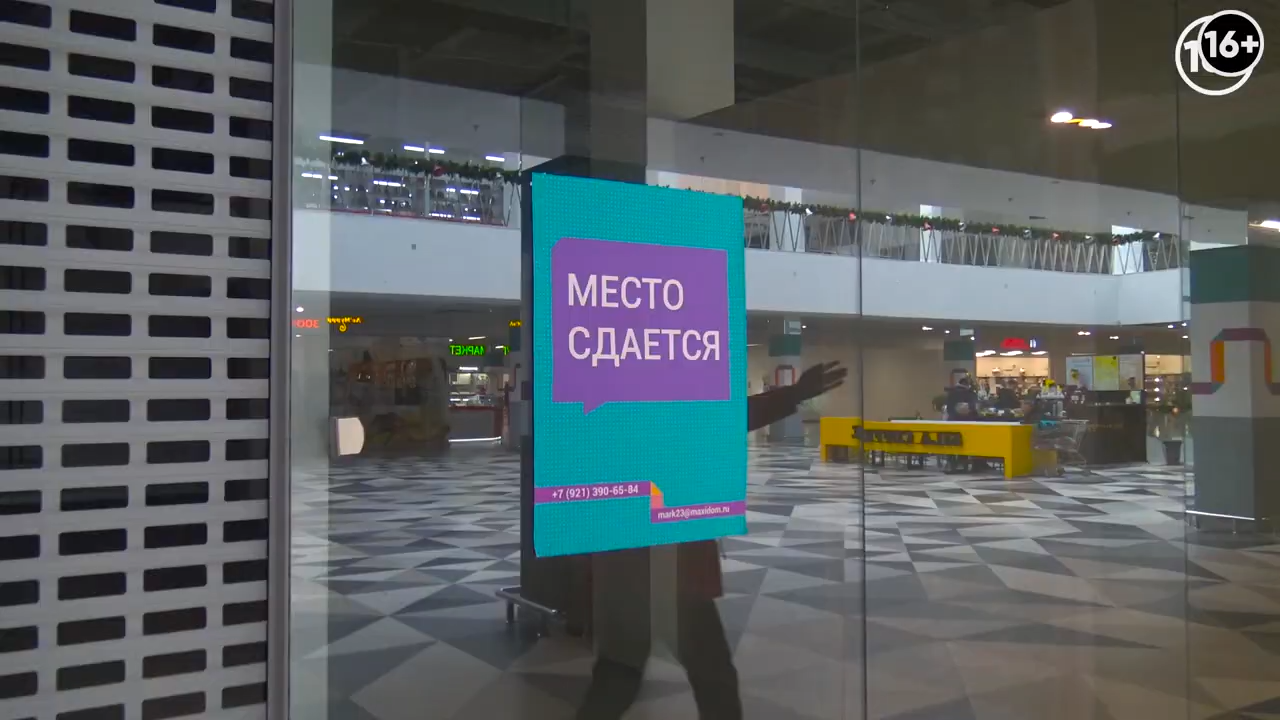 16+
МЕСТО
СДАЕТСЯ
+7 (921) 390-65-84
mark23@maxidom.ru
МАРКЕТ